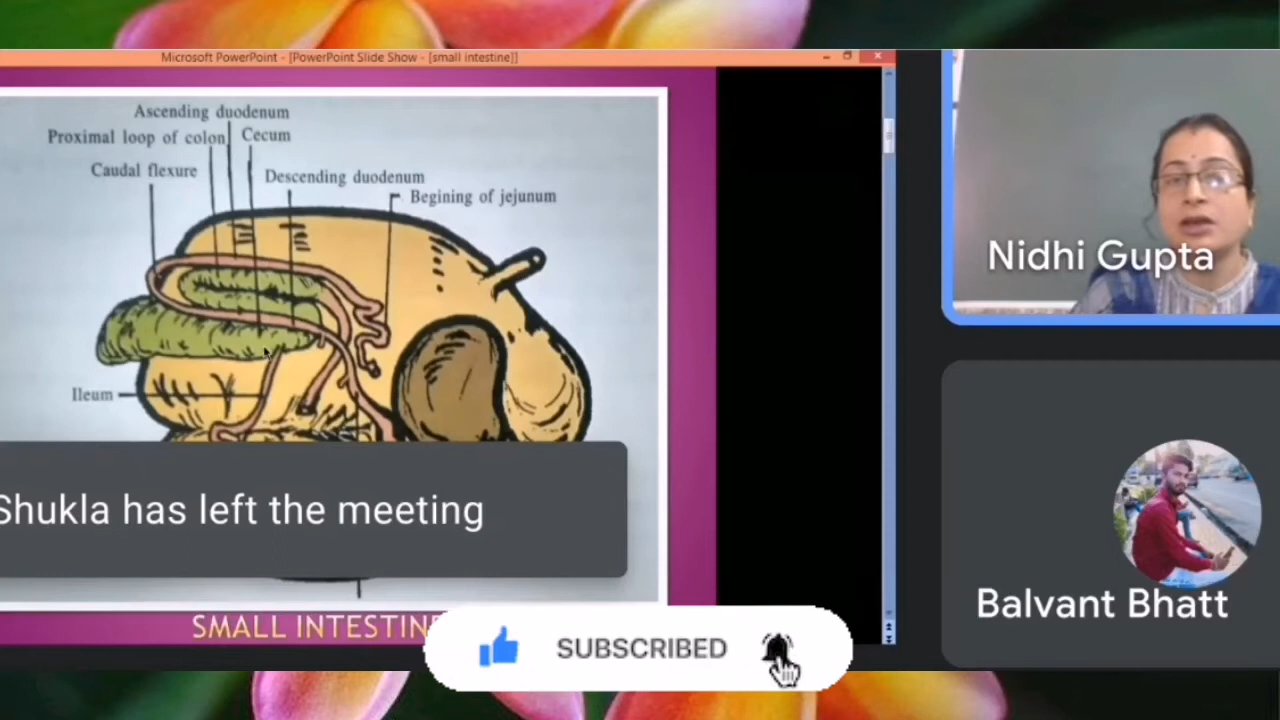 Microsoft PowerPoint - [PowerPoint Slide Show - [small intestine]]
Ascending duodenum
Proximal loop of colon
Cecum
Caudal flexure
Descending duodenum
Begining of jejunum
Ileum
Shukla has left the meeting
SMALL INTESTIN
SUBSCRIBED
Nidhi Gupta
Balvant Bhatt